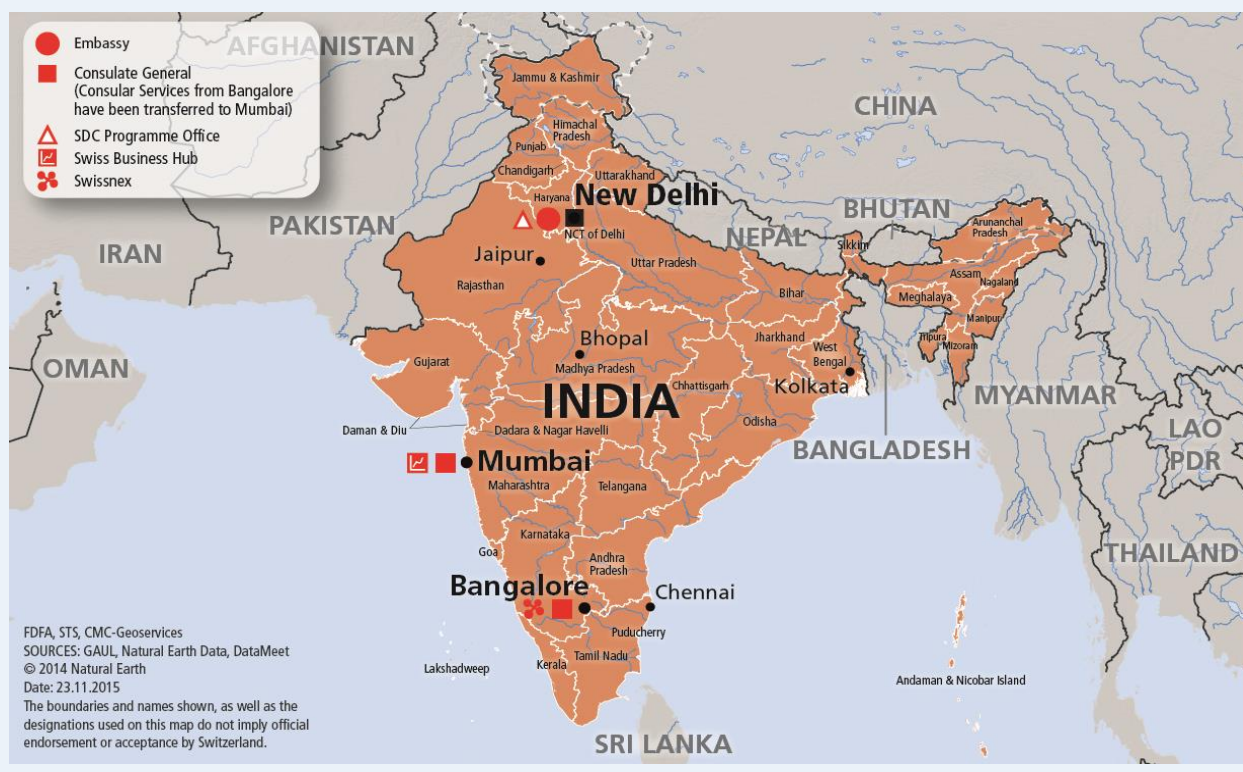 Embassy
Consulate General
(Consular Services from Bangalore
have been transferred to Mumbai)
SDC Programme Office
Swiss Business Hub
Swissnex
AFGHANISTAN
CHINA
PAKISTAN
IRAN
OMAN
NEPAL
BHUTAN
BANGLADESH
MYANMAR
LAO
PDR
THAILAND
SRI LANKA
INDIA
Jammu & Kashmir
Himachal
Pradesh
Punjab
Chandigarh
Uttarakhand
Haryana
New Delhi
NCT of Delhi
Jaipur
Rajasthan
Uttar Pradesh
Sikkim
Arunanchal
Pradesh
Assam
Nagaland
Meghalaya
Manipur
Tripura
Mizoram
Bihar
Jharkhand
West
Bengal
Kolkata
Bhopal
Madhya Pradesh
Gujarat
Chhattisgarh
Odisha
Daman & Diu
Dadara & Nagar Havelli
Mumbai
Maharashtra
Telangana
Karnataka
Goa
Andhra
Pradesh
Bangalore
Chennai
Puducherry
Tamil Nadu
Kerala
Lakshadweep
Andaman & Nicobar Island
FDFA, STS, CMC-Geoservices
SOURCES: GAUL, Natural Earth Data, DataMeet
© 2014 Natural Earth
Date: 23.11.2015
The boundaries and names shown, as well as the
designations used on this map do not imply official
endorsement or acceptance by Switzerland.